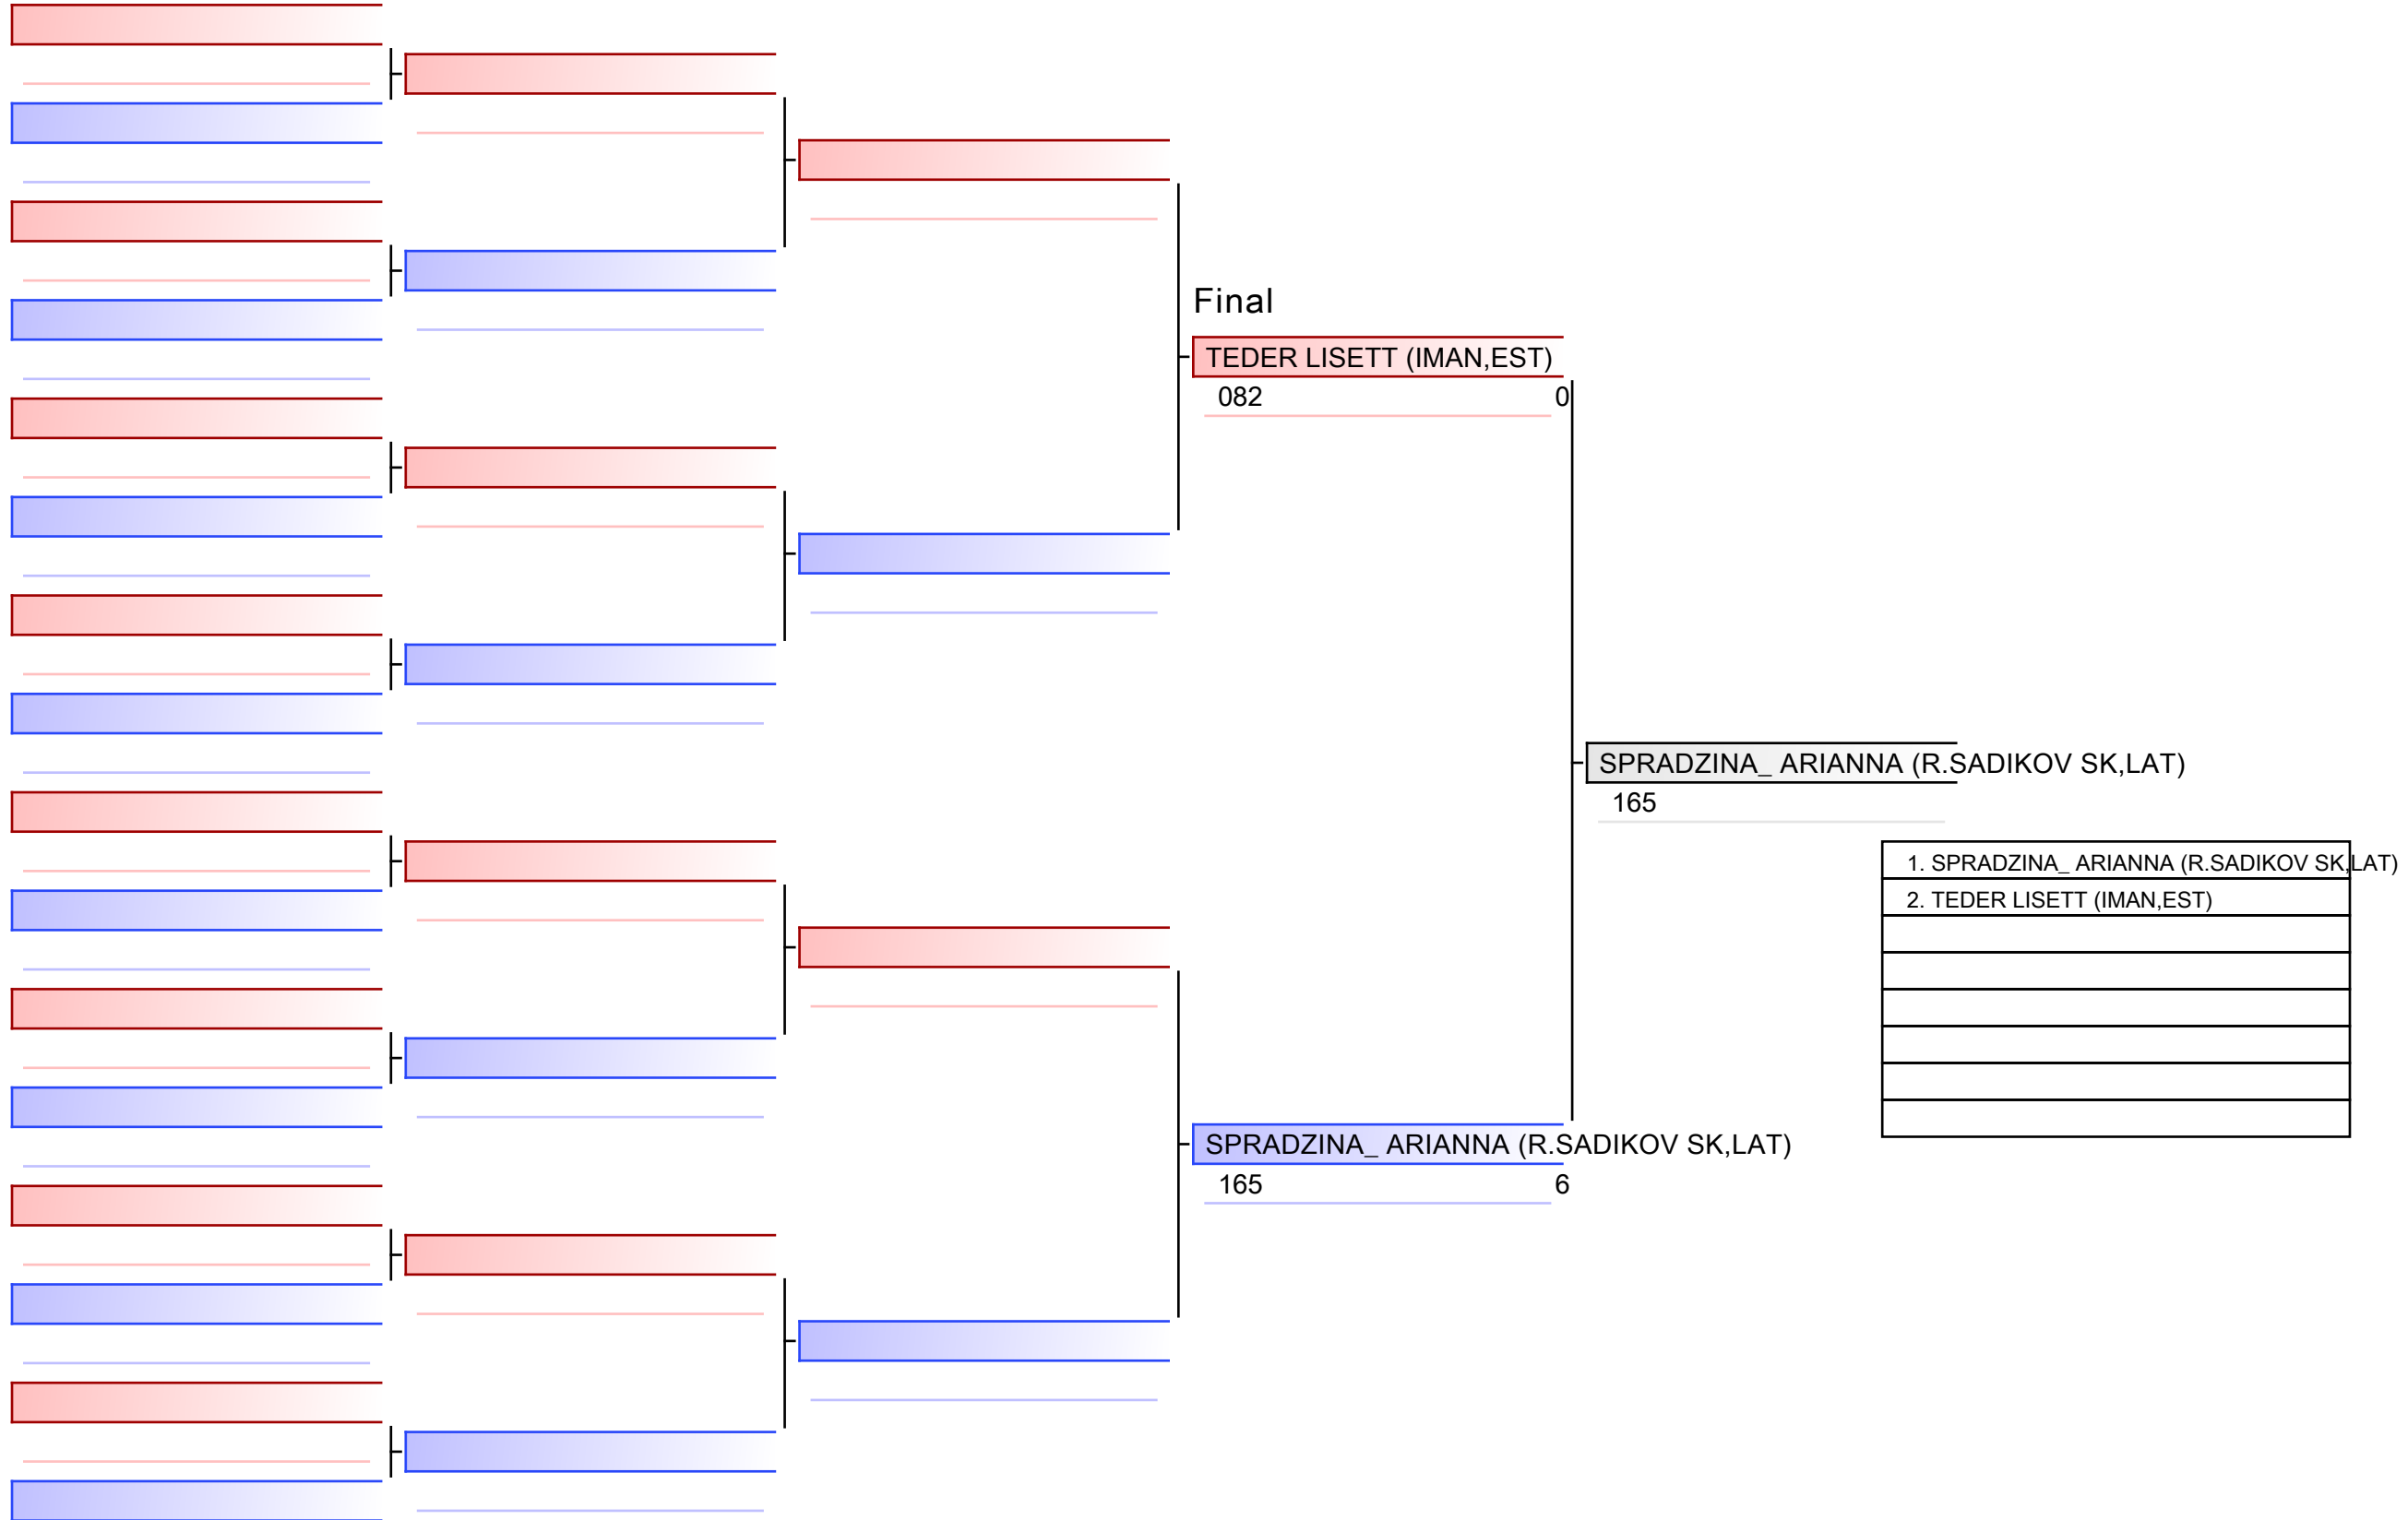 Final
TEDER LISETT (IMAN,EST)
082 0
SPRADZINA_ ARIANNA (R.SADIKOV SK,LAT)
165
1. SPRADZINA_ ARIANNA (R.SADIKOV SK,LAT)
2. TEDER LISETT (IMAN,EST)
SPRADZINA_ ARIANNA (R.SADIKOV SK,LAT)
165 6